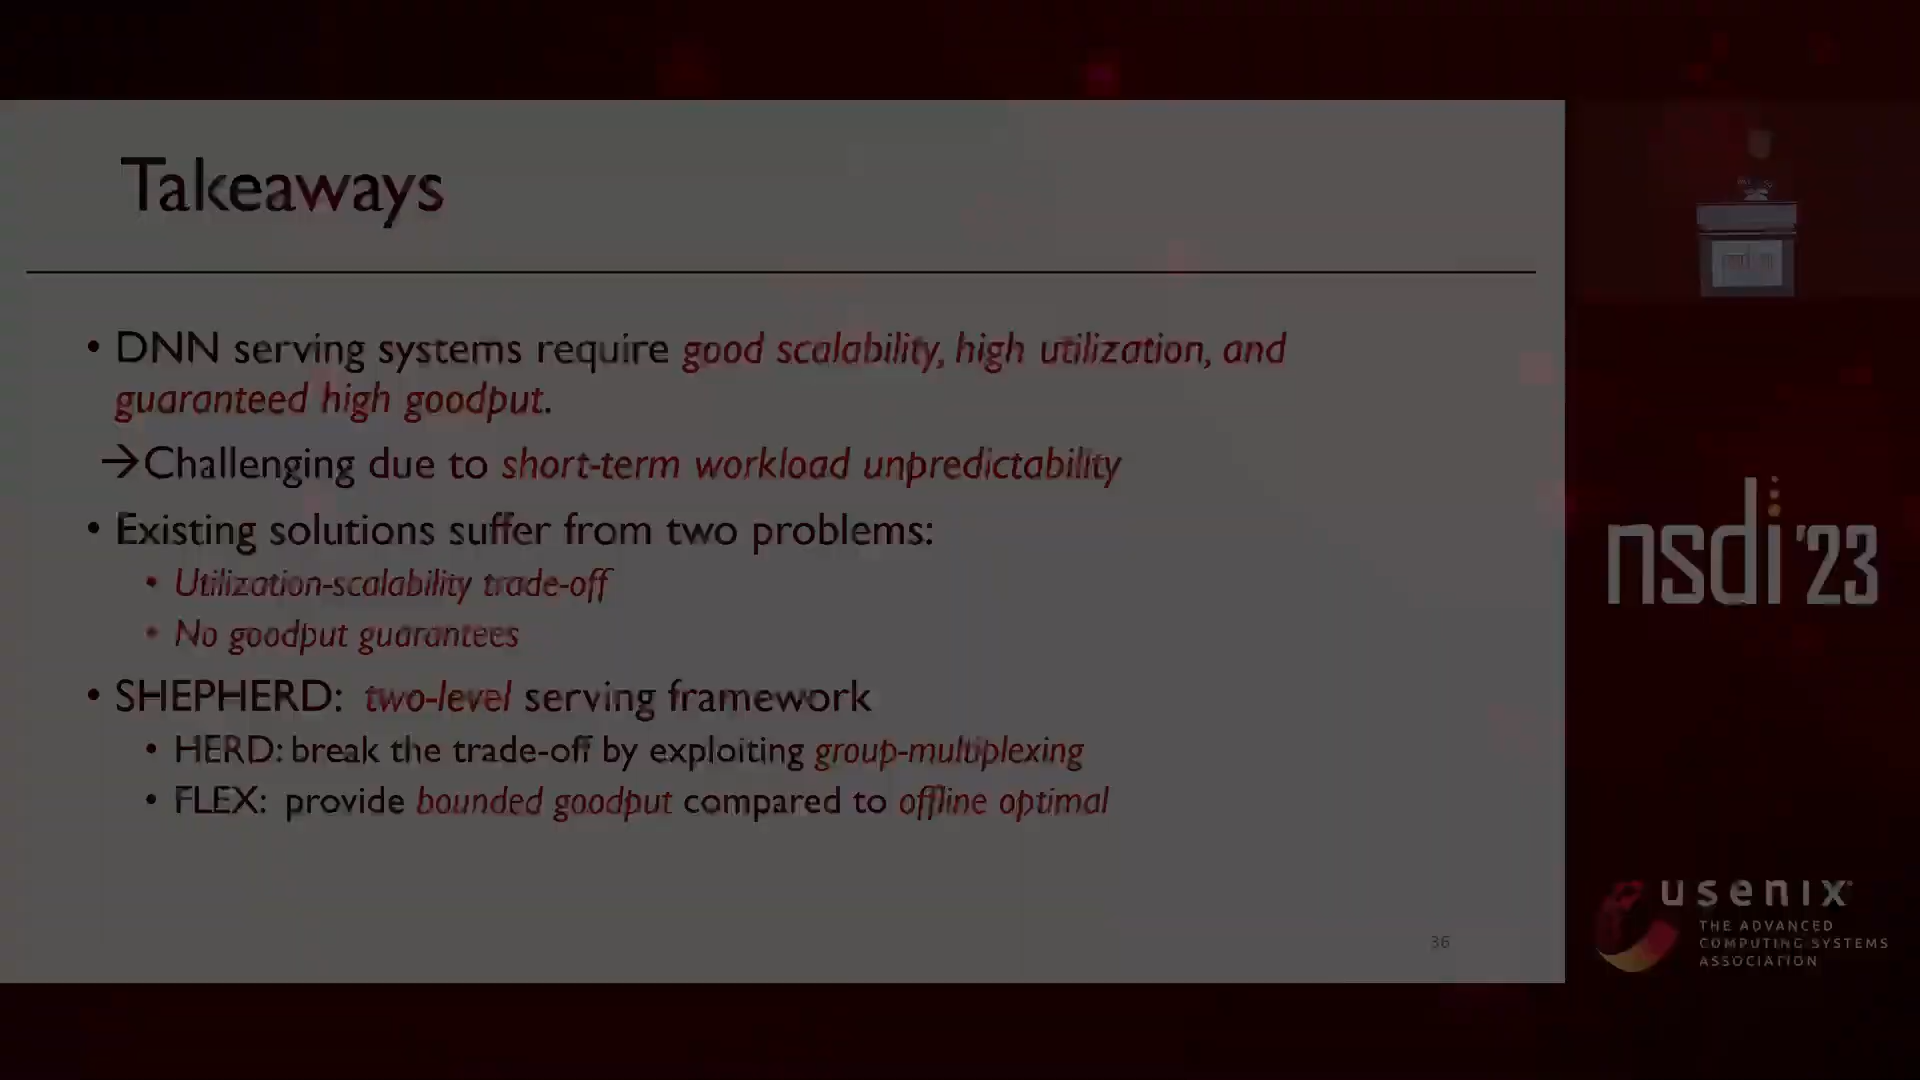 Takeaways
• DNN serving systems require good scalability, high utilization, and
guaranteed high goodput.
→Challenging due to short-term workload unpredictability
• Existing solutions suffer from two problems:
• Utilization-scalability trade-off
• No goodput guarantees
• SHEPHERD: two-level serving framework
• HERD: break the trade-off by exploiting group-multiplexing
• FLEX: provide bounded goodput compared to offline optimal
36
nsdi '23
usenix
THE ADVANCED
COMPUTING SYSTEMS
ASSOCIATION